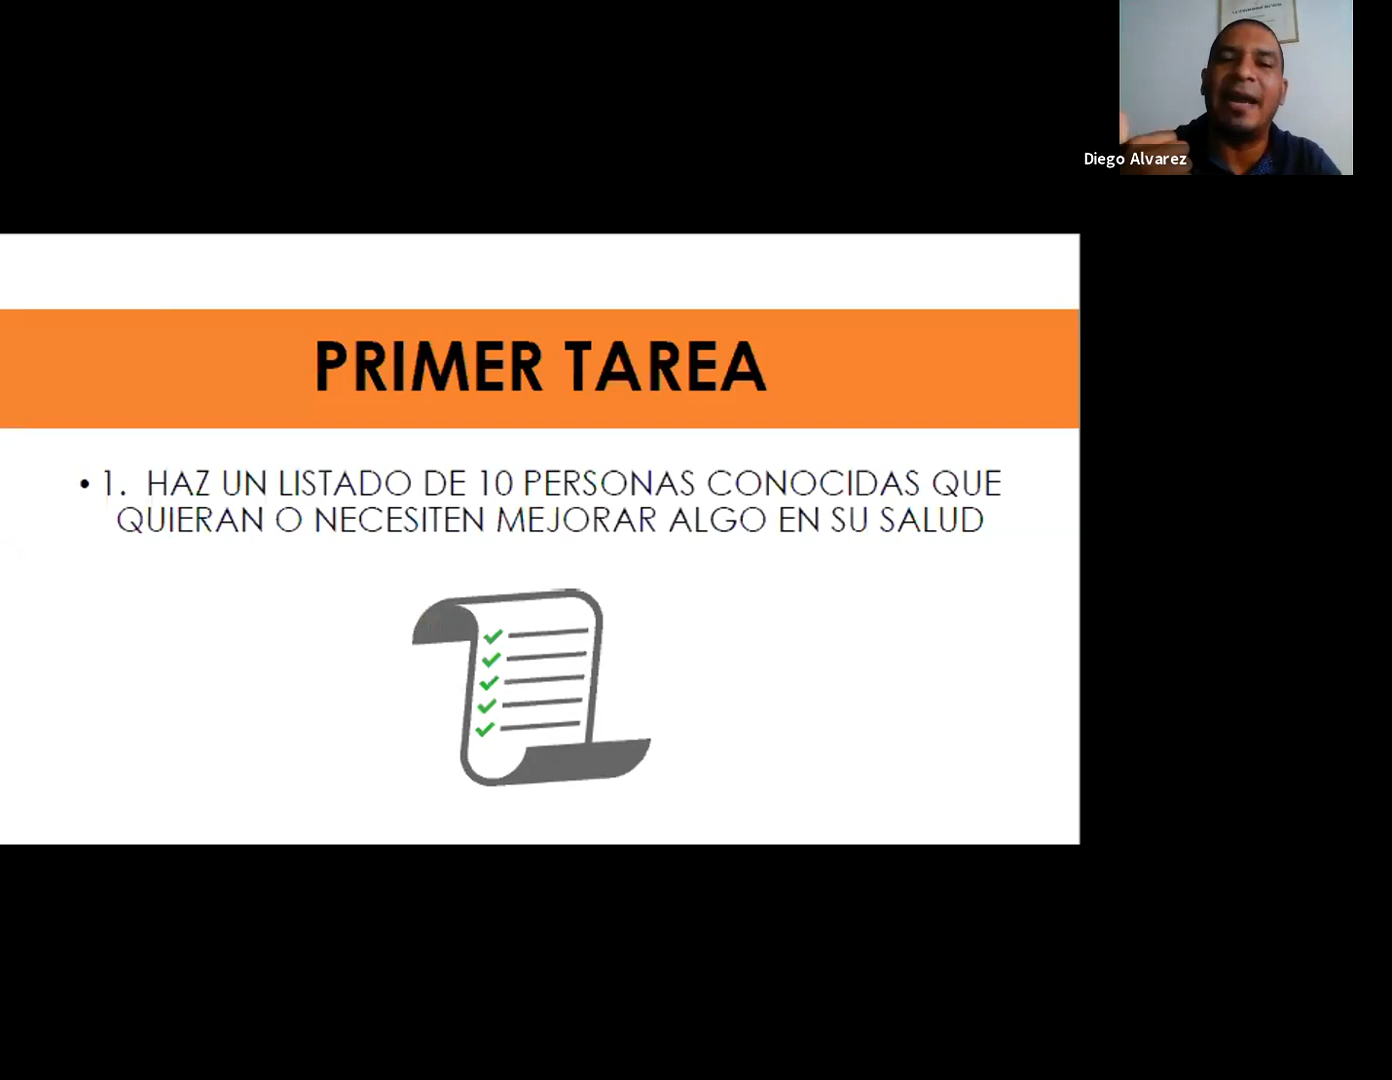 Diego Alvarez
PRIMER TAREA
• 1. HAZ UN LISTADO DE 10 PERSONAS CONOCIDAS QUE
QUIERAN O NECESITEN MEJORAR ALGO EN SU SALUD